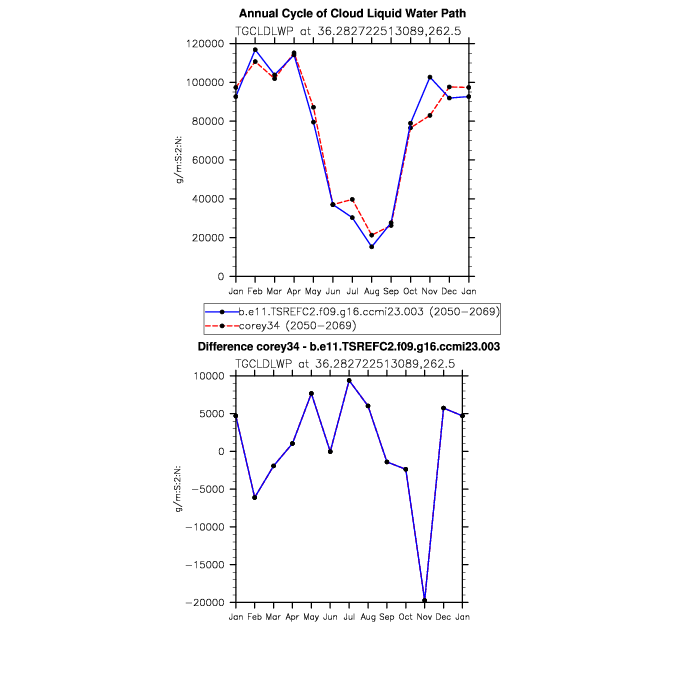 Annual Cycle of Cloud Liquid Water Path
TGCLDLWP at 36.282722513089,262.5
120000
100000
80000
60000
40000
20000
0
g/m:S:2:N:
Jan Feb Mar Apr May Jun Jul Aug Sep Oct Nov Dec Jan
b.e11.TSREFC2.f09.g16.ccmi23.003 (2050-2069)
corey34 (2050-2069)
Difference corey34 - b.e11.TSREFC2.f09.g16.ccmi23.003
TGCLDLWP at 36.282722513089,262.5
10000
5000
0
-5000
-10000
-15000
-20000
g/m:S:2:N:
Jan Feb Mar Apr May Jun Jul Aug Sep Oct Nov Dec Jan